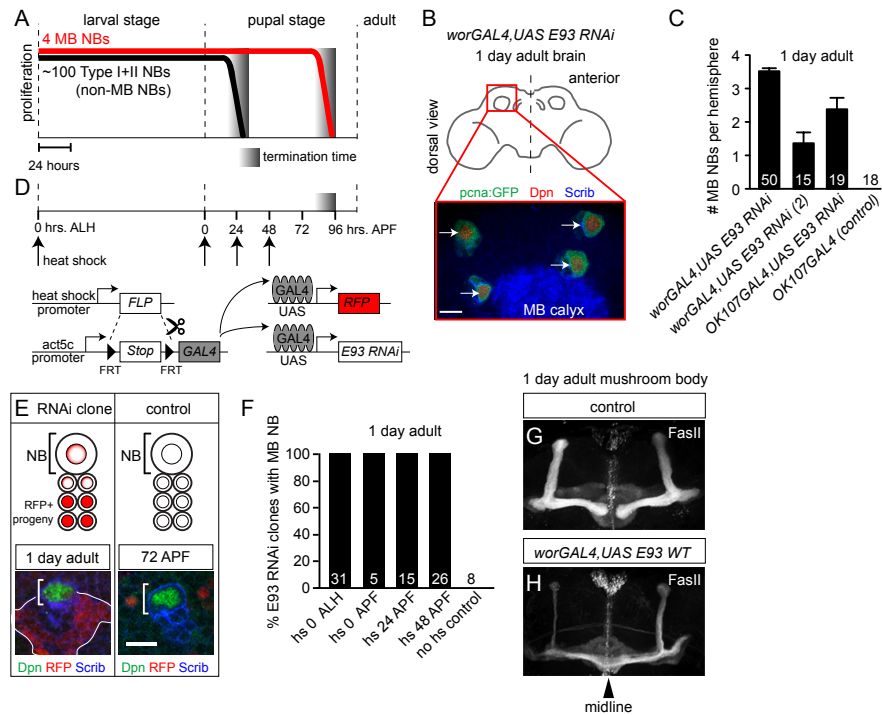 A
larval stage
pupal stage
adult
proliferation
4 MB NBs
~100 Type I+II NBs
(non-MB NBs)
24 hours
termination time
B
worGAL4,UAS E93 RNAi
1 day adult brain
anterior
dorsal view
pcna:GFP Dpn Scrib
MB calyx
C
1 day adult
# MB NBs per hemisphere
4
3
2
1
0
50
15
19
18
worGAL4,UAS E93 RNAi
worGAL4,UAS E93 RNAi (2)
OK107GAL4,UAS E93 RNAi
OK107GAL4 (control)
D
0 hrs. ALH
0
24
48
72
96 hrs. APF
heat shock
heat shock
promoter
FLP
act5c
promoter
Stop
GAL4
FRT
FRT
GAL4
UAS
RFP
GAL4
UAS
E93 RNAi
E
RNAi clone
control
NB
NB
RFP+
progeny
1 day adult
72 APF
Dpn RFP Scrib
Dpn RFP Scrib
F
1 day adult
% E93 RNAi clones with MB NB
100
80
60
40
20
0
31
5
15
26
8
hs 0 ALH
hs 0 APF
hs 24 APF
hs 48 APF
no hs control
1 day adult mushroom body
control
G
FasII
worGAL4,UAS E93 WT
H
FasII
midline